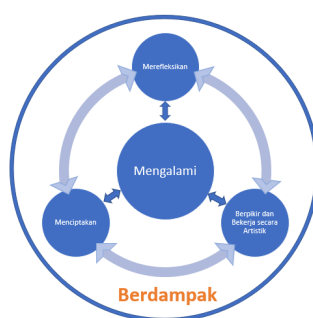 Merefleksikan
Mengalami
Menciptakan
Berpikir dan
Bekerja secara
Artistik
Berdampak